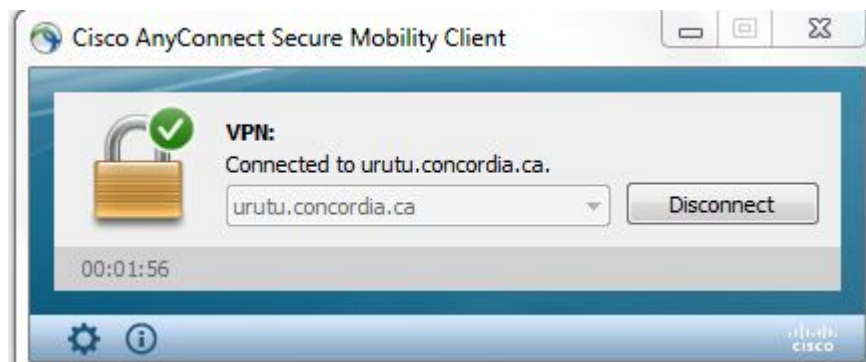 Cisco AnyConnect Secure Mobility Client
VPN:
Connected to urutu.concordia.ca.
urutu.concordia.ca
Disconnect
00:01:56
CISCO